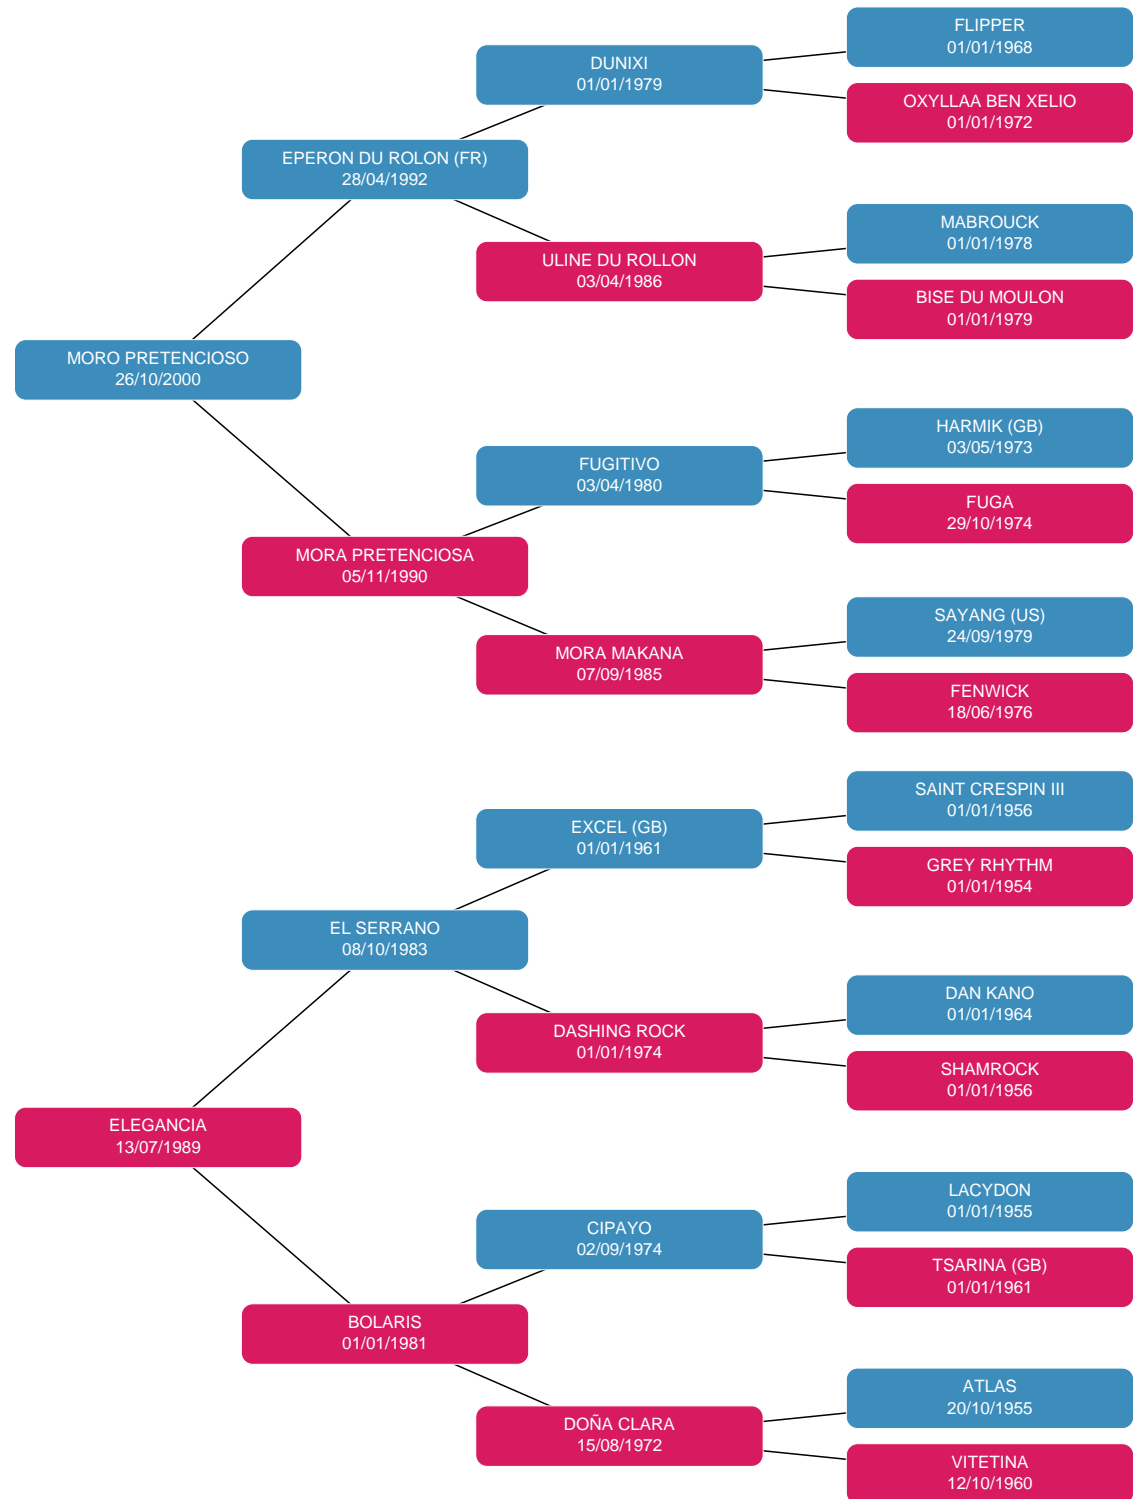 FLIPPER
01/01/1968
DUNIXI
01/01/1979
OXYLLAA BEN XELIO
01/01/1972
EPERON DU ROLON (FR)
28/04/1992
MABROUCK
01/01/1978
ULINE DU ROLLON
03/04/1986
BISE DU MOULON
01/01/1979
MORO PRETENCIOSO
26/10/2000
HARMIK (GB)
03/05/1973
FUGITIVO
03/04/1980
FUGA
29/10/1974
MORA PRETENCIOSA
05/11/1990
SAYANG (US)
24/09/1979
MORA MAKANA
07/09/1985
FENWICK
18/06/1976
SAINT CRESPIN III
01/01/1956
EXCEL (GB)
01/01/1961
GREY RHYTHM
01/01/1954
EL SERRANO
08/10/1983
DAN KANO
01/01/1964
DASHING ROCK
01/01/1974
SHAMROCK
01/01/1956
ELEGANCIA
13/07/1989
LACYDON
01/01/1955
CIPAYO
02/09/1974
TSARINA (GB)
01/01/1961
BOLARIS
01/01/1981
ATLAS
20/10/1955
DOÑA CLARA
15/08/1972
VITETINA
12/10/1960